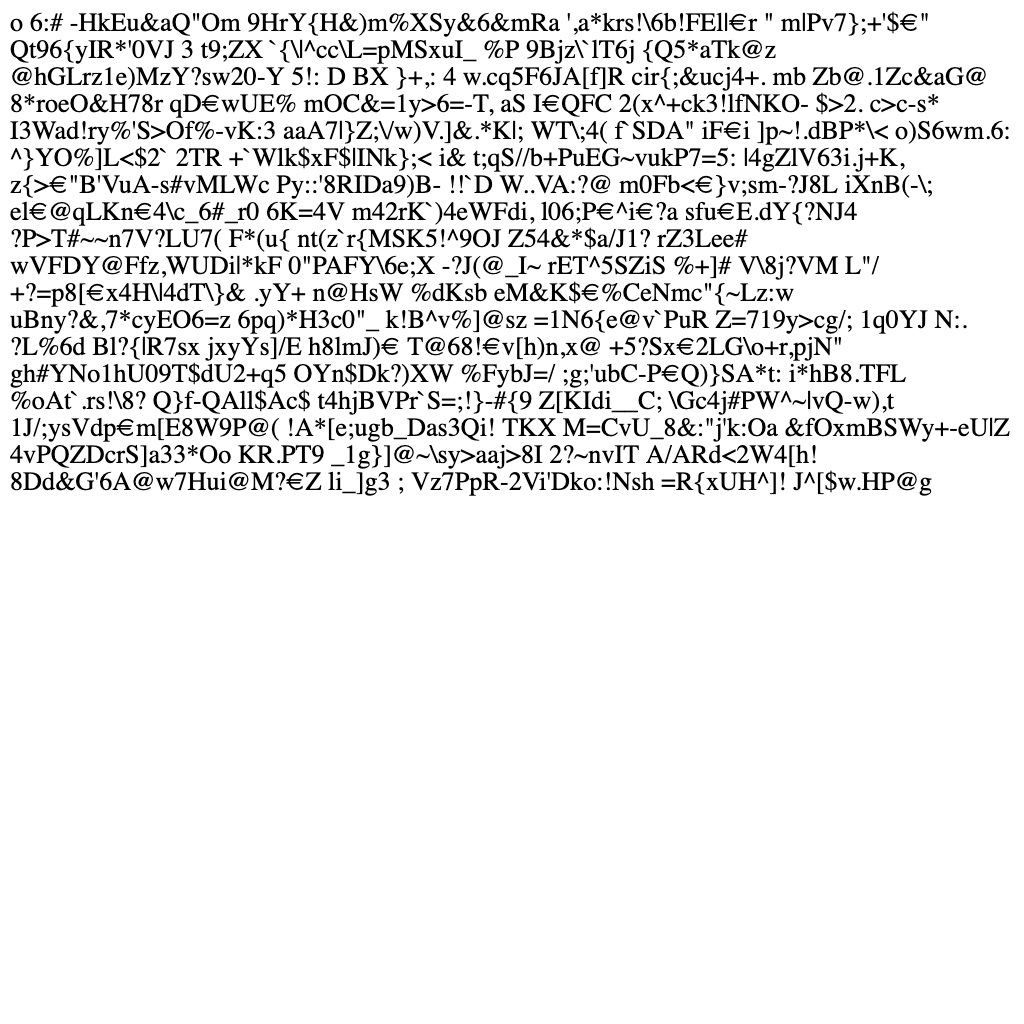 o 6:# -HkEu&aQ"Om 9HrY{H&)m%XSy&6&mRa ',a*krs!\6b!FEl|€r " m|Pv7};+'$€"
Qt96{yIR*'0VJ 3 t9;ZX `{\|^cc\L=pMSxuI_ %P 9Bjz\`lT6j {Q5*aTk@z
@hGLrz1e)MzY?sw20-Y 5!: D BX }+,: 4 w.cq5F6JA[f]R cir{;&ucj4+. mb Zb@.1Zc&aG@
8*roeO&H78r qD€wUE% mOC&=1y>6=-T, aS I€QFC 2(x^+ck3!lfNKO- $>2. c>c-s*
I3Wad!ry%'S>Of%-vK:3 aaA7|}Z;\/w)V.]&.*K|; WT\;4( f`SDA" iF€i ]p~!.dBP*\< o)S6wm.6:
^}YO%]L<$2` 2TR +`Wlk$xF$|INk};< i& t;qS//b+PuEG~vukP7=5: |4gZlV63i.j+K,
z{>€"B'VuA-s#vMLWc Py::'8RIDa9)B- !!`D W..VA:?@ m0Fb<€}v;sm-?J8L iXnB(-\;
el€@qLKn€4\c_6#_r0 6K=4V m42rK`)4eWFdi, l06;P€^i€?a sfu€E.dY{?NJ4
?P>T#~~n7V?LU7( F*(u{ nt(z`r{MSK5!^9OJ Z54&*$a/J1? rZ3Lee#
wVFDY@Ffz,WUDi|*kF 0"PAFY\6e;X -?J(@_I~ rET^5SZiS %+]# V\8j?VM L"/
+?=p8[€x4H\|4dT\}& .yY+ n@HsW %dKsb eM&K$€%CeNmc"{~Lz:w
uBny?&,7*cyEO6=z 6pq)*H3c0"_ k!B^v%]@sz =1N6{e@v`PuR Z=719y>cg/; 1q0YJ N:.
?L%6d Bl?{|R7sx jxyYs]/E h8lmJ)€ T@68!€v[h)n,x@ +5?Sx€2LG\o+r,pjN"
gh#YNo1hU09T$dU2+q5 OYn$Dk?)XW %FybJ=/ ;g;'ubC-P€Q)}SA*t: i*hB8.TFL
%oAt`.rs!\8? Q}f-QAll$Ac$ t4hjBVPr`S=;!}-#{9 Z[KIdi__C; \Gc4j#PW^~|vQ-w),t
1J/;ysVdp€m[E8W9P@( !A*[e;ugb_Das3Qi! TKX M=CvU_8&:"j'k:Oa &fOxmBSWy+-eU|Z
4vPQZDcrS]a33*Oo KR.PT9 _1g}]@~\sy>aaj>8I 2?~nvIT A/ARd<2W4[h!
8Dd&G'6A@w7Hui@M?€Z li_]g3 ; Vz7PpR-2Vi'Dko:!Nsh =R{xUH^]! J^[$w.HP@g